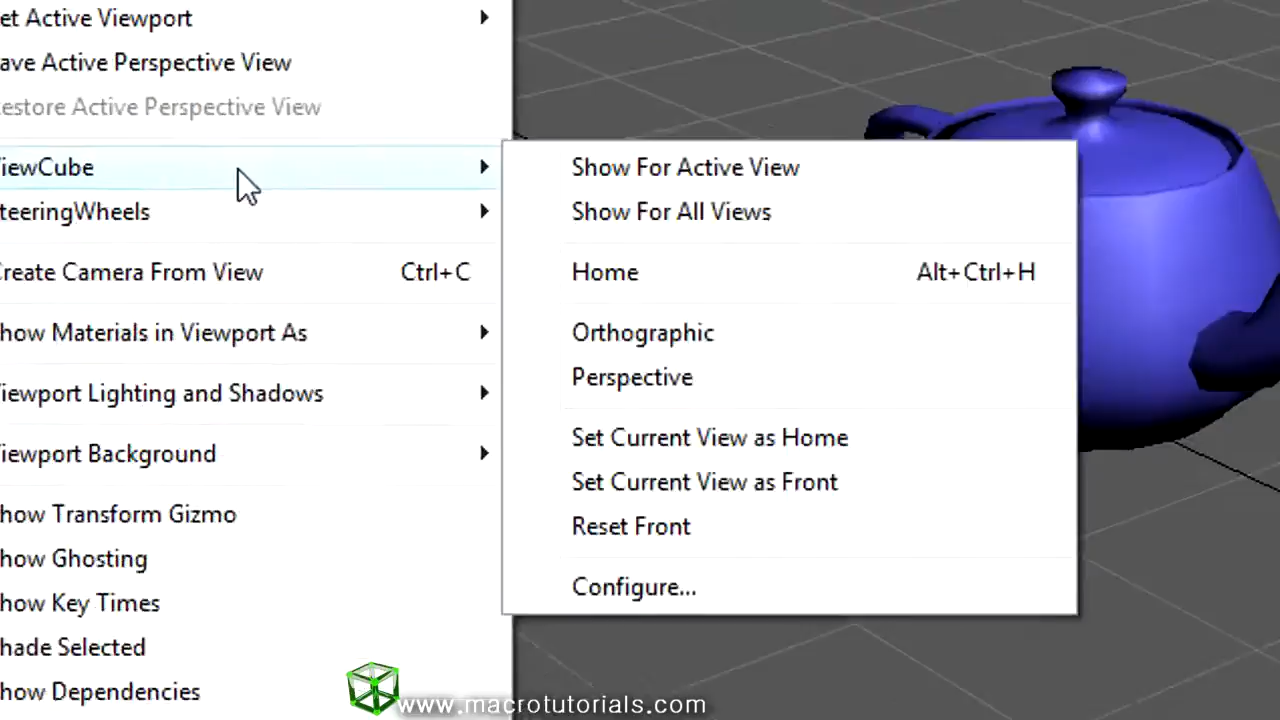 et Active Viewport
ave Active Perspective View
estore Active Perspective View
iewCube
teeringWheels
reate Camera From View Ctrl+C
how Materials in Viewport As
iewport Lighting and Shadows
iewport Background
how Transform Gizmo
how Ghosting
how Key Times
hade Selected
how Dependencies
Show For Active View
Show For All Views
Home Alt+Ctrl+H
Orthographic
Perspective
Set Current View as Home
Set Current View as Front
Reset Front
Configure...
www.macrotutorials.com